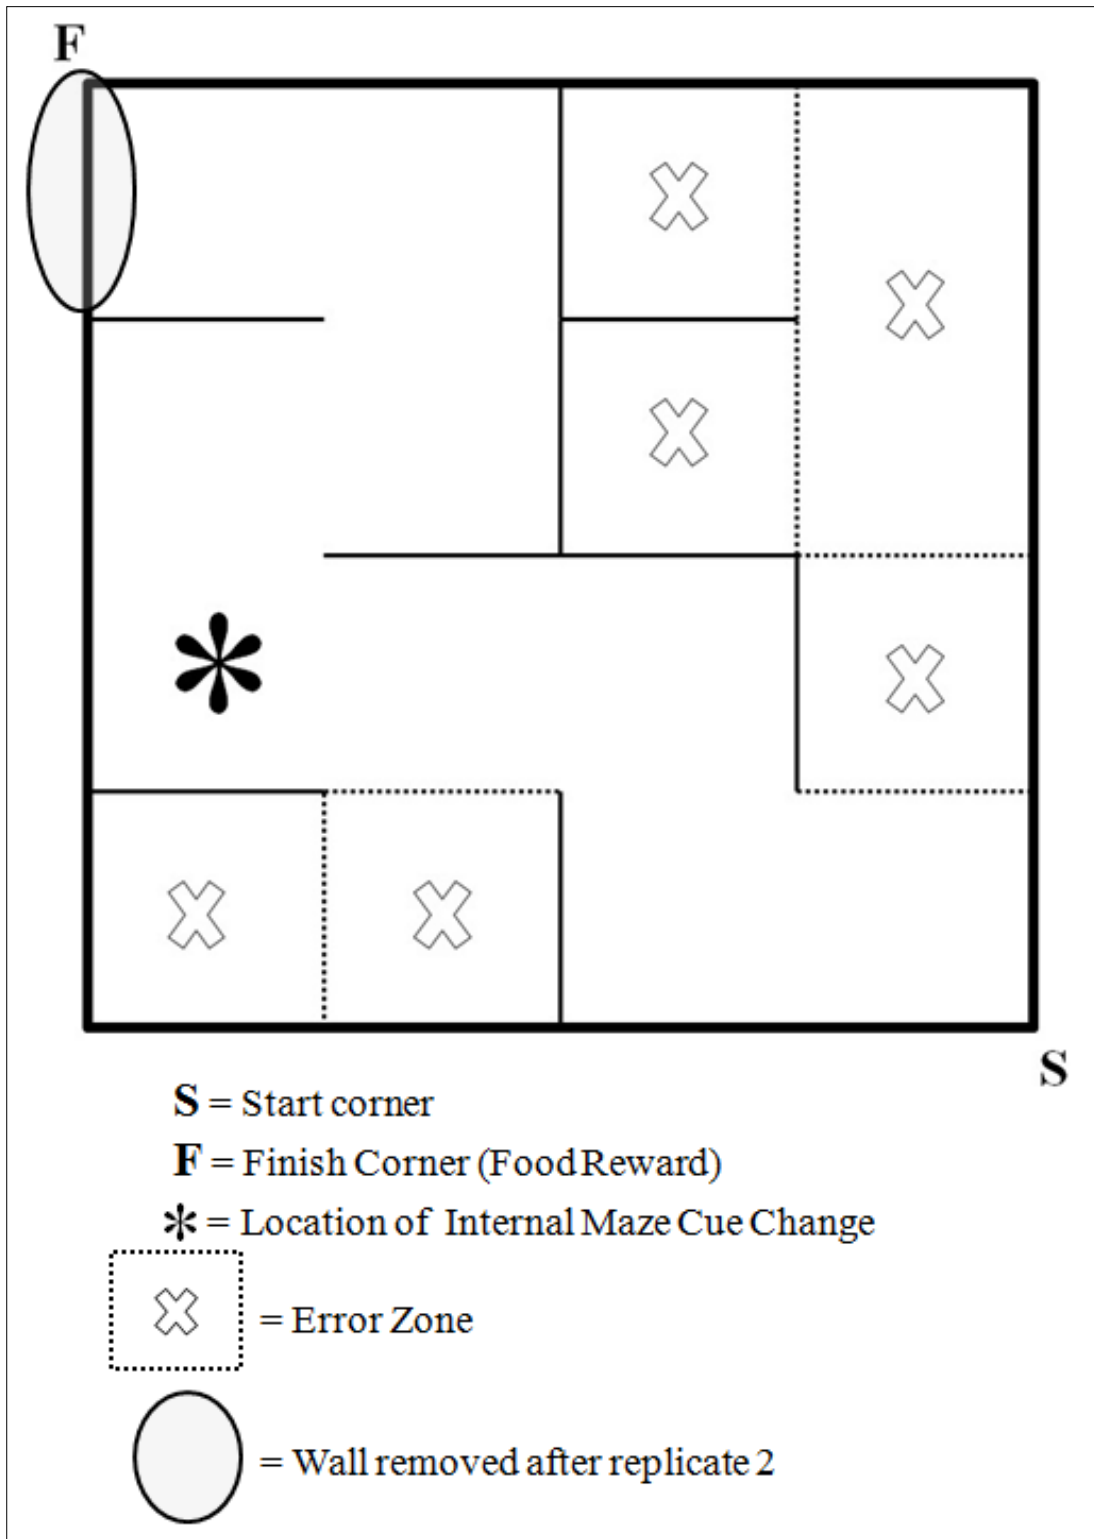 F
S
S = Start corner
F = Finish Corner (Food Reward)
* = Location of Internal Maze Cue Change
= Error Zone
= Wall removed after replicate 2